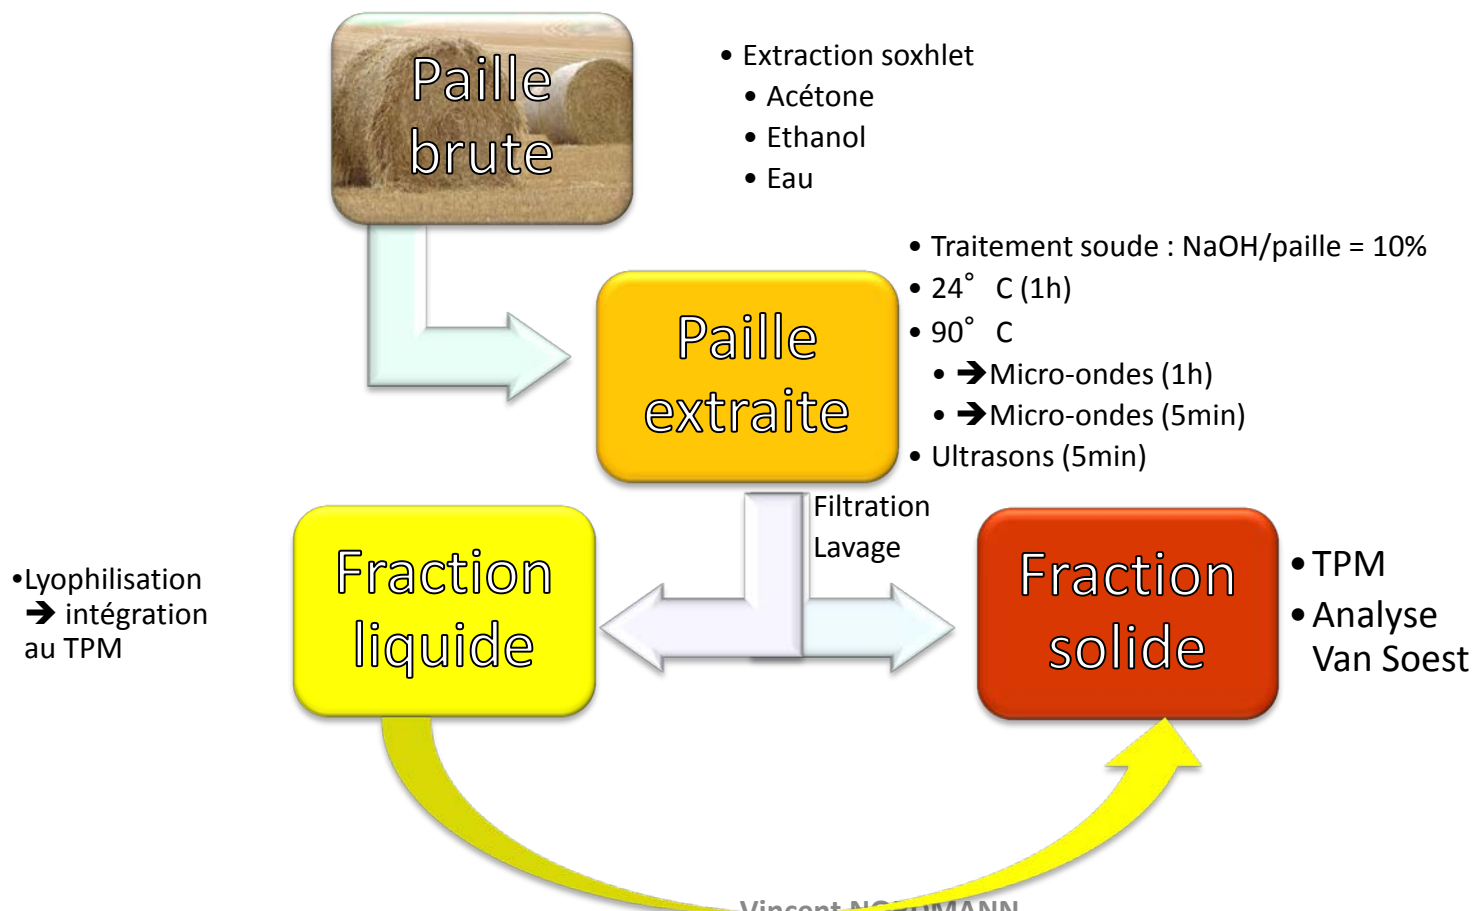 Paille
brute
• Extraction soxhlet
• Acétone
• Ethanol
• Eau
Paille
extraite
• Traitement soude : NaOH/paille = 10%
• 24° C (1h)
• 90° C
• ➔Micro-ondes (1h)
• ➔Micro-ondes (5min)
• Ultrasons (5min)
Filtration
Lavage
Fraction
liquide
•Lyophilisation
➔ intégration
au TPM
Fraction
solide
•TPM
•Analyse
Van Soest
Vincent NORDMANN